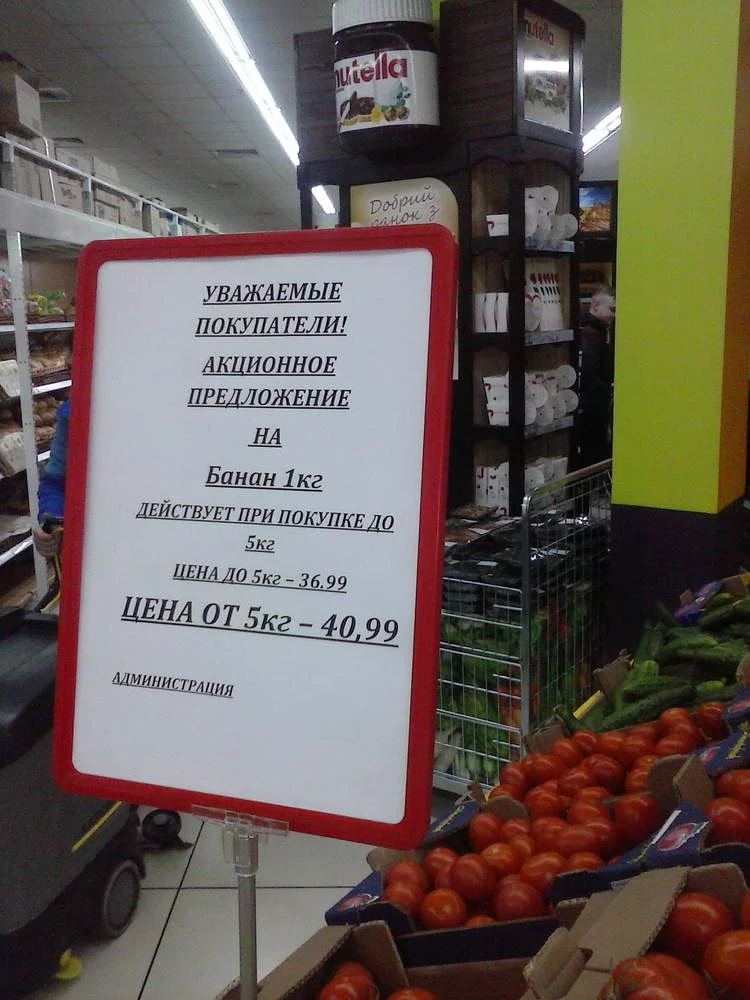 nutella
nutella
Добрий
ранок з
УВАЖАЕМЫЕ
ПОКУПАТЕЛИ!
АКЦИОННОЕ
ПРЕДЛОЖЕНИЕ
НА
Банан 1кг
ДЕЙСТВУЕТ ПРИ ПОКУПКЕ ДО
5кг
ЦЕНА ДО 5кг – 36.99
ЦЕНА ОТ 5кг – 40,99
АДМИНИСТРАЦИЯ